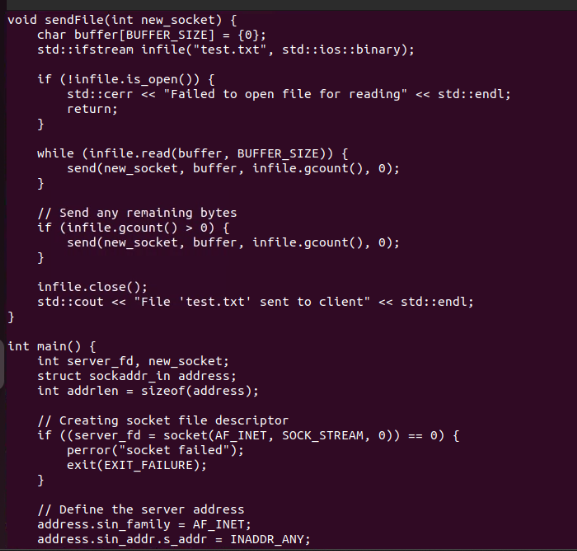 void sendFile(int new_socket) {
    char buffer[BUFFER_SIZE] = {0};
    std::ifstream infile("test.txt", std::ios::binary);

    if (!infile.is_open()) {
        std::cerr << "Failed to open file for reading" << std::endl;
        return;
    }

    while (infile.read(buffer, BUFFER_SIZE)) {
        send(new_socket, buffer, infile.gcount(), 0);
    }

    // Send any remaining bytes
    if (infile.gcount() > 0) {
        send(new_socket, buffer, infile.gcount(), 0);
    }

    infile.close();
    std::cout << "File 'test.txt' sent to client" << std::endl;
}

int main() {
    int server_fd, new_socket;
    struct sockaddr_in address;
    int addrlen = sizeof(address);

    // Creating socket file descriptor
    if ((server_fd = socket(AF_INET, SOCK_STREAM, 0)) == 0) {
        perror("socket failed");
        exit(EXIT_FAILURE);
    }

    // Define the server address
    address.sin_family = AF_INET;
    address.sin_addr.s_addr = INADDR_ANY;